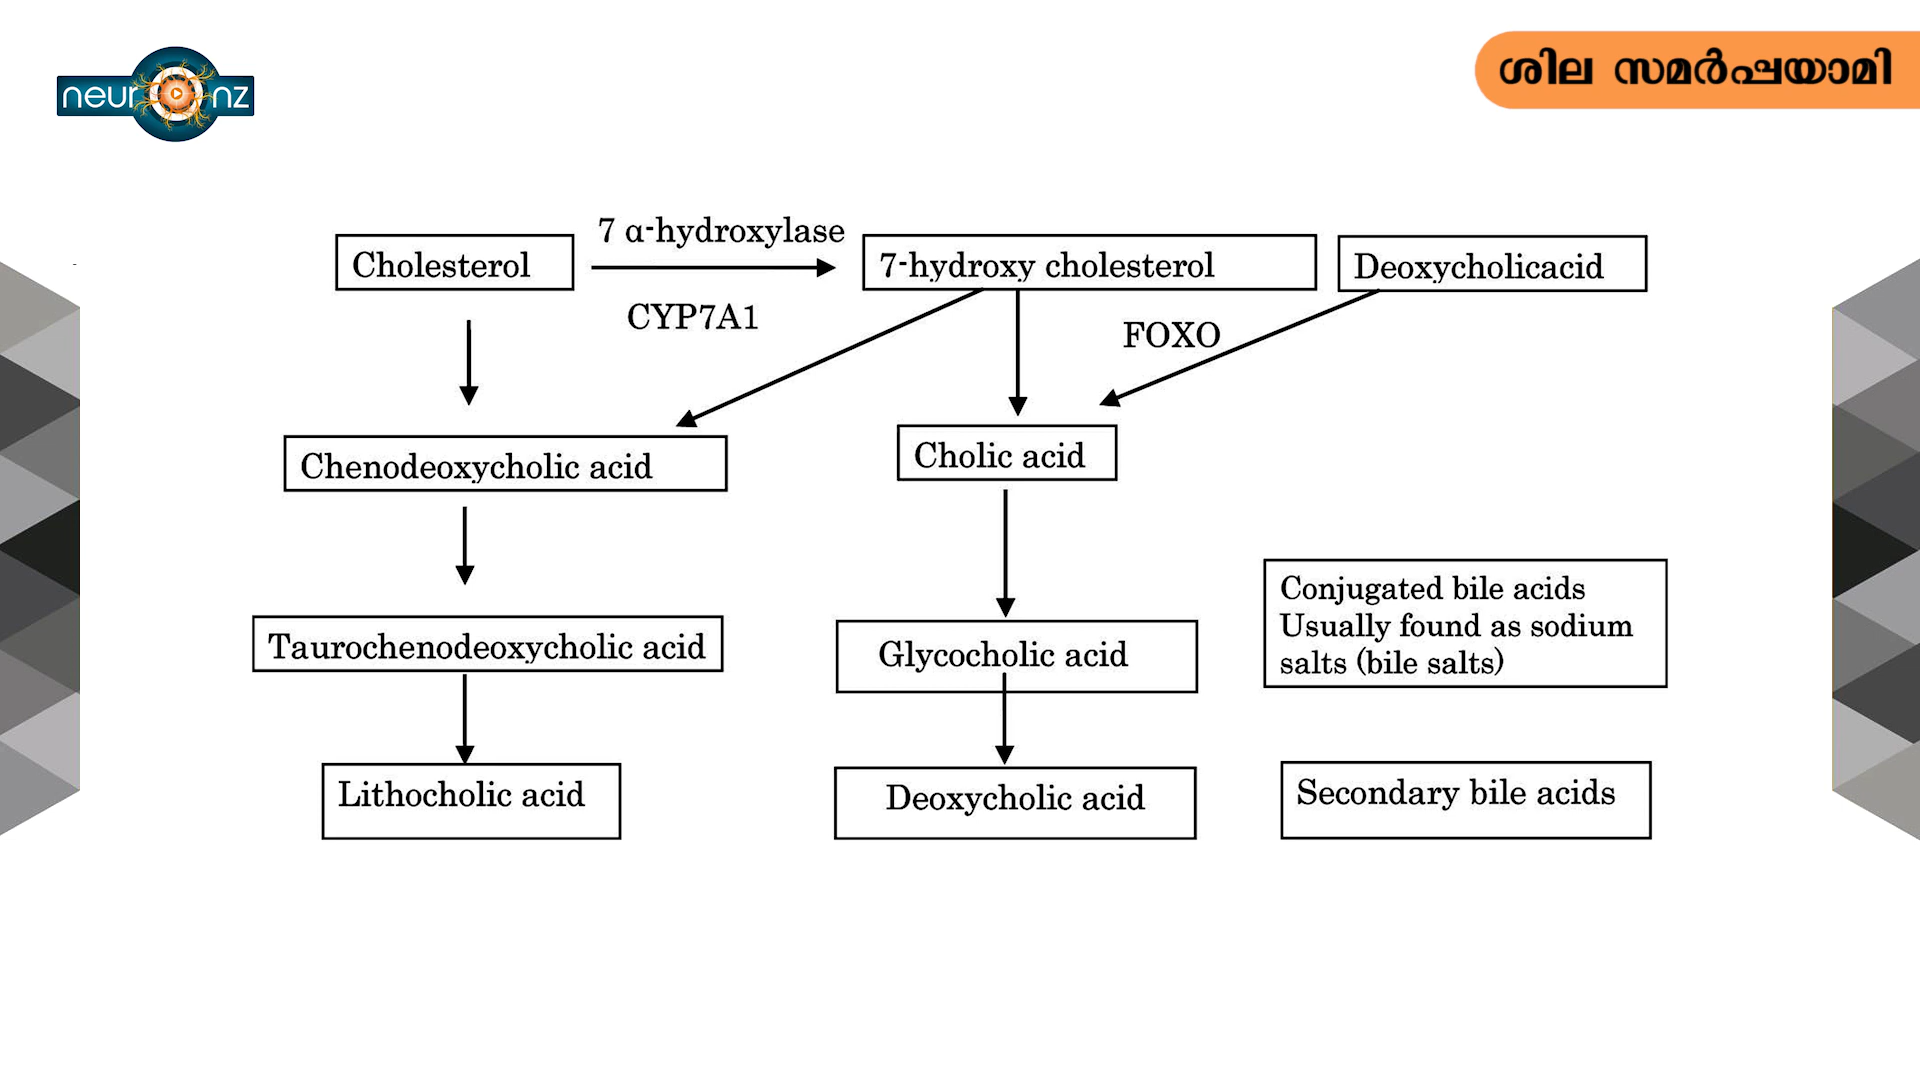 neuronz
ശില സമർപ്പയാമി
7 α-hydroxylase
Cholesterol
7-hydroxy cholesterol
Deoxycholicacid
CYP7A1
FOXO
Chenodeoxycholic acid
Cholic acid
Conjugated bile acids
Usually found as sodium
salts (bile salts)
Taurochenodeoxycholic acid
Glycocholic acid
Lithocholic acid
Deoxycholic acid
Secondary bile acids